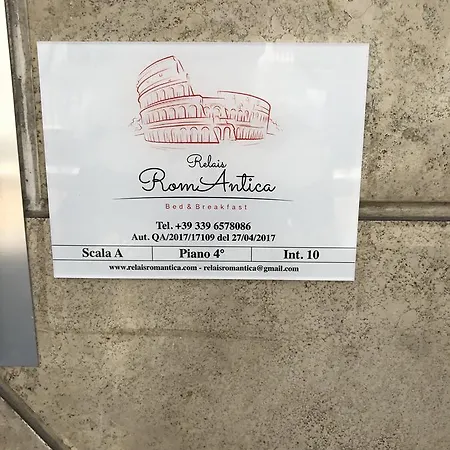 Relais
RomAntica
Bed & Breakfast
Tel. +39 339 6578086
Aut. QA/2017/17109 del 27/04/2017
Scala A Piano 4° Int. 10
www.relaisromantica.com - relaisromantica@gmail.com